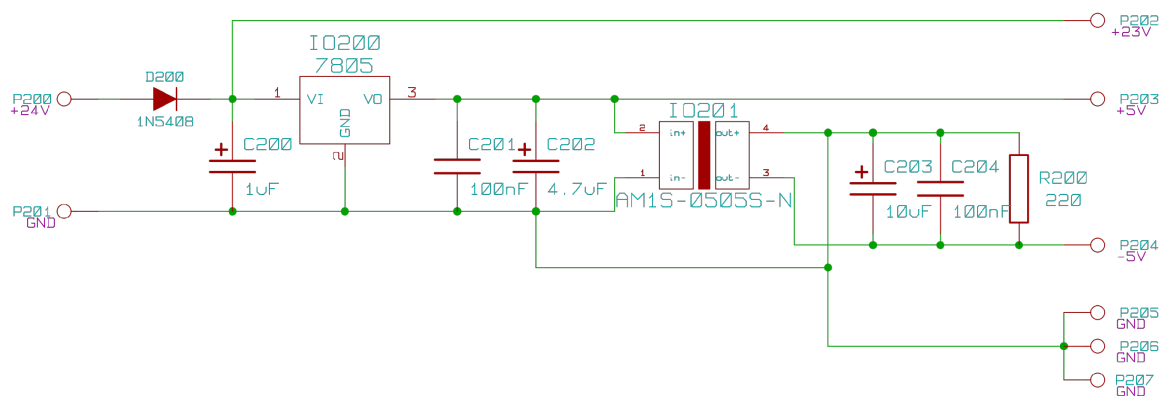 P202
+23V
IO200
7805
D200
1N5408
P200
+24V
1
VI
VO
3
GND
2
P203
+5V
IO201
2
in+
out+
4
1
in-
out-
3
AM1S-0505S-N
C200
1uF
C201
100nF
C202
4.7uF
C203
10uF
C204
100nF
R200
220
P201
GND
P204
-5V
P205
GND
P206
GND
P207
GND